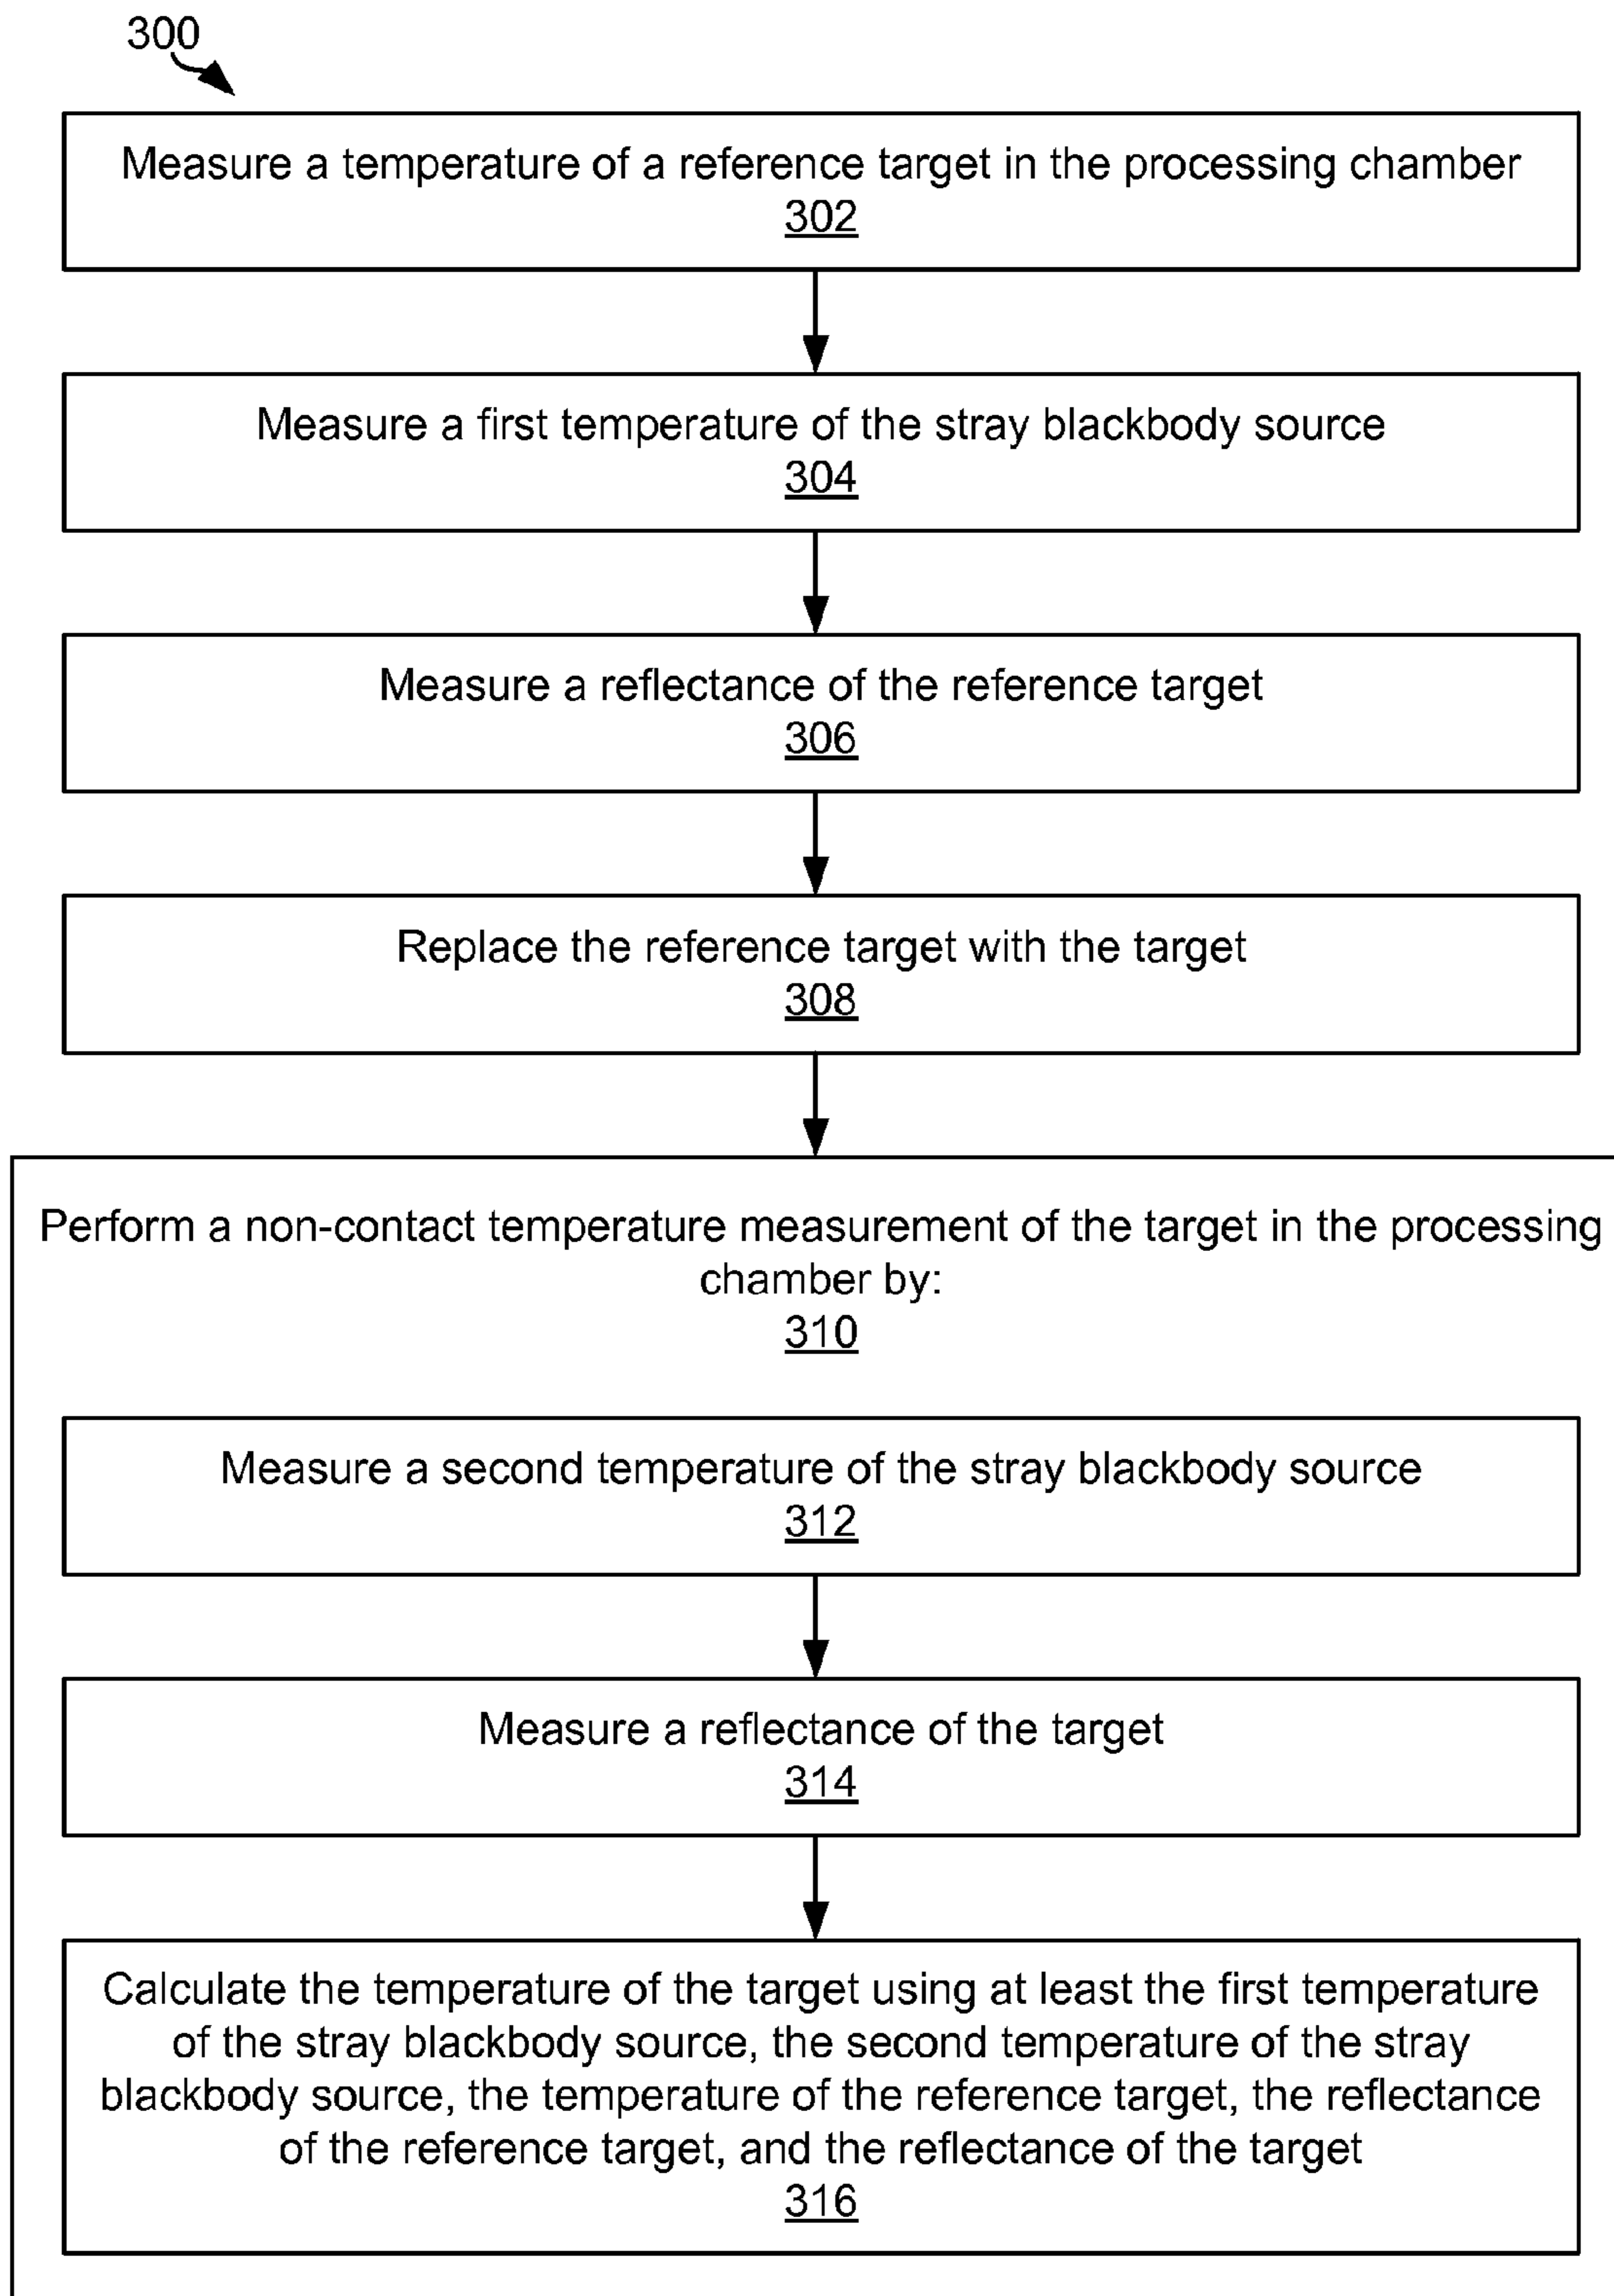 300
Measure a temperature of a reference target in the processing chamber
302
Measure a first temperature of the stray blackbody source
304
Measure a reflectance of the reference target
306
Replace the reference target with the target
308
Perform a non-contact temperature measurement of the target in the processing
chamber by:
310
Measure a second temperature of the stray blackbody source
312
Measure a reflectance of the target
314
Calculate the temperature of the target using at least the first temperature
of the stray blackbody source, the second temperature of the stray
blackbody source, the temperature of the reference target, the reflectance
of the reference target, and the reflectance of the target
316